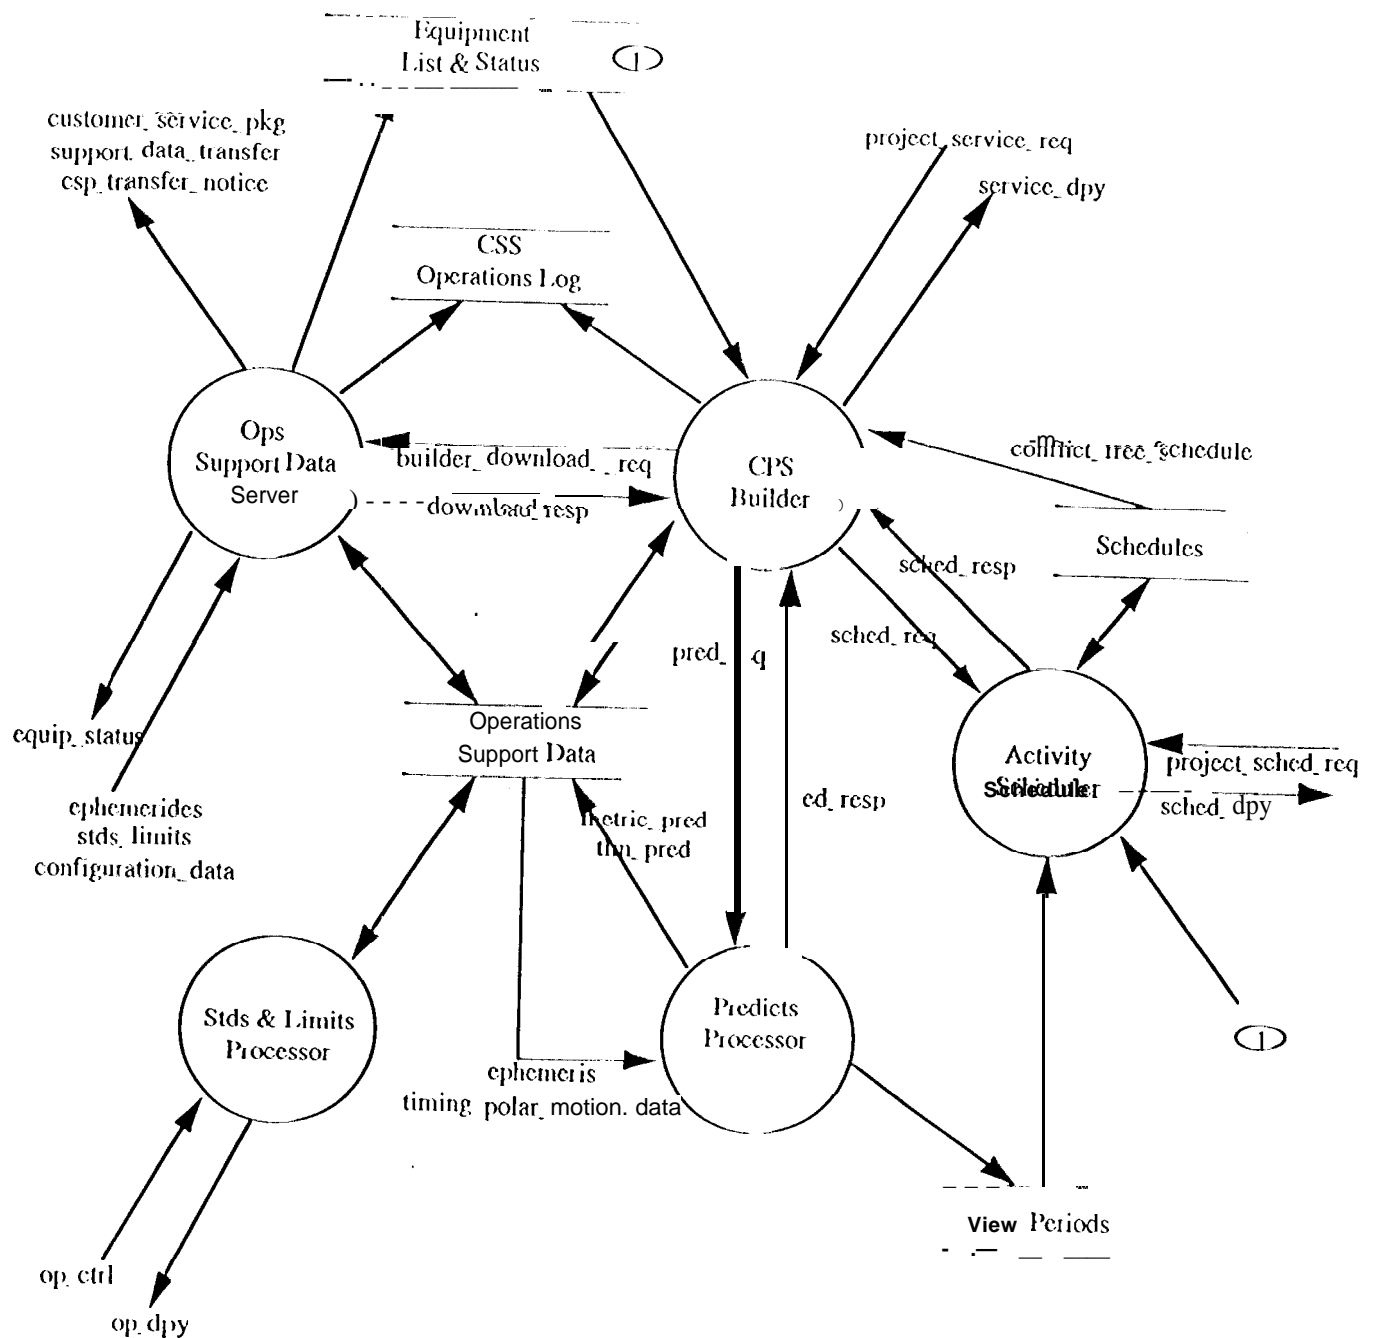 Equipment
List & Status
1
customer_service_pkg
support_data_transfer
csp_transfer_notice
project_service_req
service_dpy
CSS
Operations Log
Ops
Support Data
Server
builder_download_req
download_resp
CPS
Builder
conflict_free_schedule
Schedules
sched_resp
sched_req
pred_ q
Operations
Support Data
equip_status
ephemerides
stds_limits
configuration_data
metric_pred
ed_resp
Activity
Scheduler
project_sched_req
sched_dpy
Stds & Limits
Processor
Predicts
Processor
1
ephemeris
timing_polar_motion. data
View Periods
op_ctrl
op_dpy